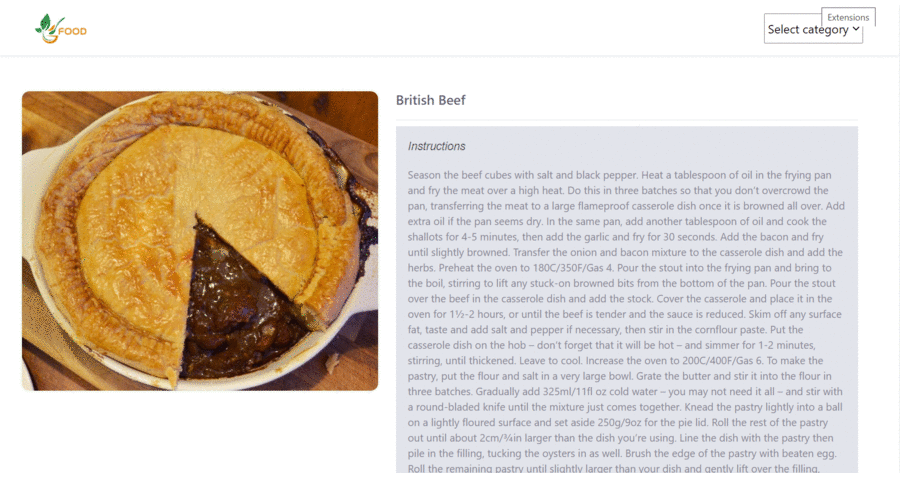 FOOD
Extensions
Select category
British Beef
Instructions
Season the beef cubes with salt and black pepper. Heat a tablespoon of oil in the frying pan
and fry the meat over a high heat. Do this in three batches so that you don't overcrowd the
pan, transferring the meat to a large flameproof casserole dish once it is browned all over. Add
extra oil if the pan seems dry. In the same pan, add another tablespoon of oil and cook the
shallots for 4-5 minutes, then add the garlic and fry for 30 seconds. Add the bacon and fry
until slightly browned. Transfer the onion and bacon mixture to the casserole dish and add the
herbs. Preheat the oven to 180C/350F/Gas 4. Pour the stout into the frying pan and bring to
the boil, stirring to lift any stuck-on browned bits from the bottom of the pan. Pour the stout
over the beef in the casserole dish and add the stock. Cover the casserole and place it in the
oven for 1½-2 hours, or until the beef is tender and the sauce is reduced. Skim off any surface
fat, taste and add salt and pepper if necessary, then stir in the cornflour paste. Put the
casserole dish on the hob – don't forget that it will be hot – and simmer for 1-2 minutes,
stirring, until thickened. Leave to cool. Increase the oven to 200C/400F/Gas 6. To make the
pastry, put the flour and salt in a very large bowl. Grate the butter and stir it into the flour in
three batches. Gradually add 325ml/11fl oz cold water – you may not need it all – and stir with
a round-bladed knife until the mixture just comes together. Knead the pastry lightly into a ball
on a lightly floured surface and set aside 250g/9oz for the pie lid. Roll the rest of the pastry
out until about 2cm/¾in larger than the dish you're using. Line the dish with the pastry then
pile in the filling, tucking the oysters in as well. Brush the edge of the pastry with beaten egg.
Roll the remaining pastry until slightly larger than your dish and gently lift over the filling,